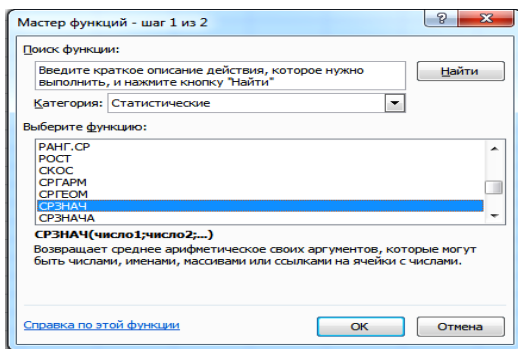 Мастер функций - шаг 1 из 2
Поиск функции:
Введите краткое описание действия, которое нужно
выполнить, и нажмите кнопку "Найти"
Найти
Категория: Статистические
Выберите функцию:
РАНГ.СР
РОСТ
СКОС
СРГАРМ
СРГЕОМ
СРЗНАЧ
СРЗНАЧА
СРЗНАЧ(число1;число2;...)
Возвращает среднее арифметическое своих аргументов, которые могут
быть числами, именами, массивами или ссылками на ячейки с числами.
Справка по этой функции
ОК
Отмена